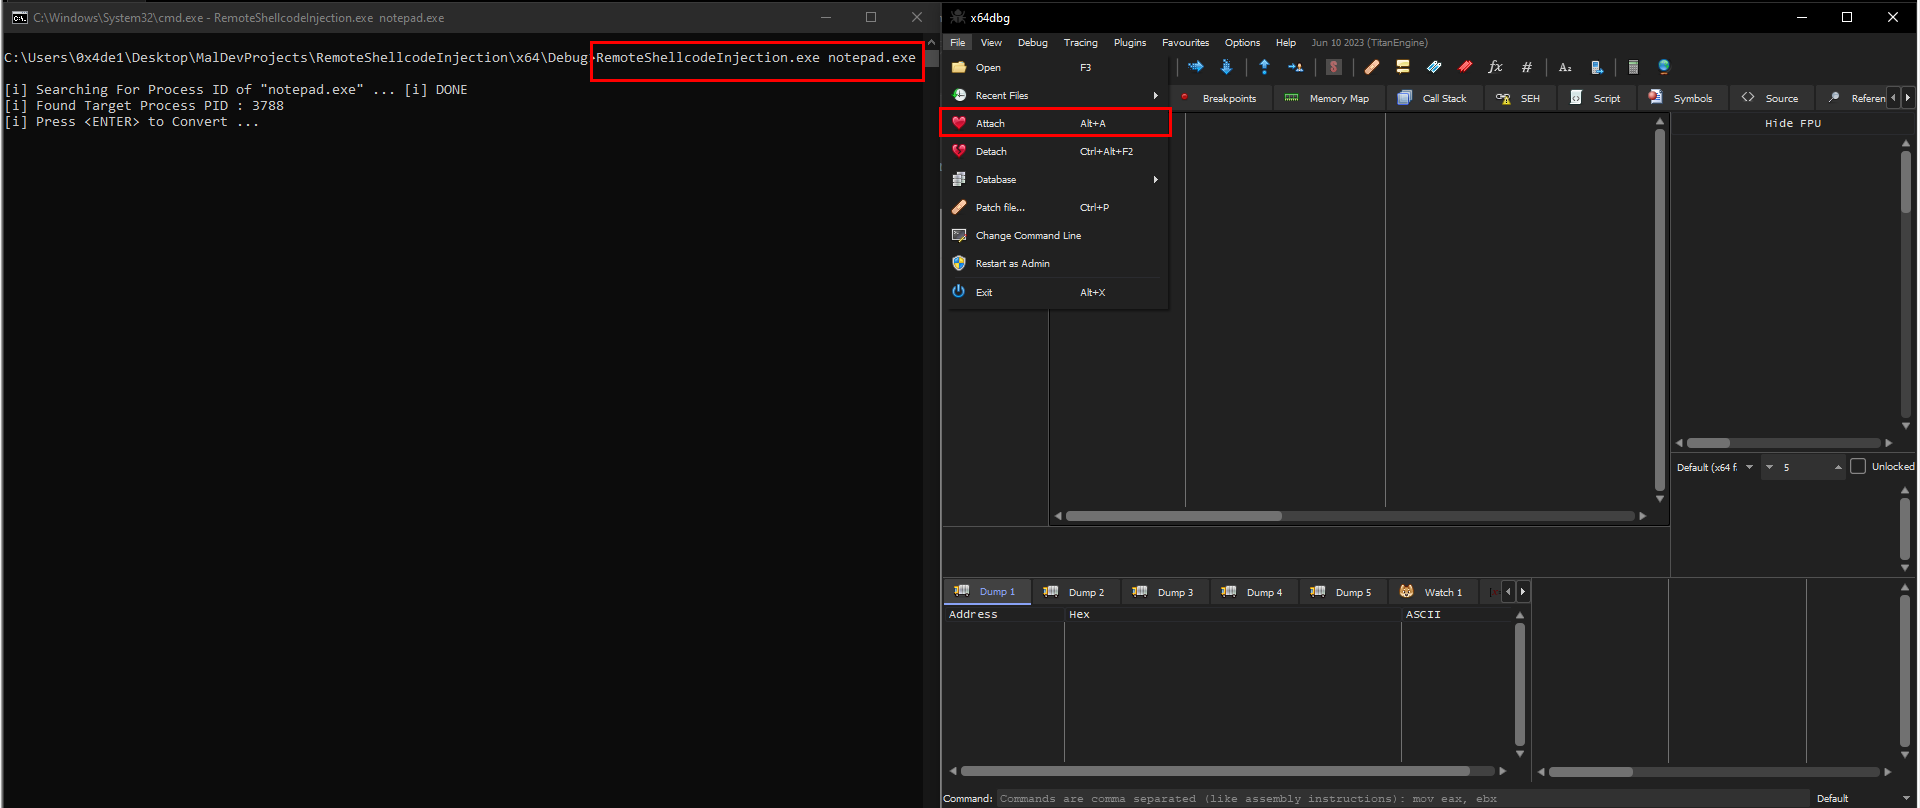 C:\Windows\System32\cmd.exe - RemoteShellcodeInjection.exe notepad.exe
C:\Users\0x4de1\Desktop\MalDevProjects\RemoteShellcodeInjection\x64\Debug>RemoteShellcodeInjection.exe notepad.exe
[i] Searching For Process ID of "notepad.exe" ... [i] DONE
[i] Found Target Process PID : 3788
[i] Press <ENTER> to Convert ...
x64dbg
File View Debug Tracing Plugins Favourites Options Help Jun 10 2023 (TitanEngine)
Open F3
Recent Files
Attach Alt+A
Detach Ctrl+Alt+F2
Database
Patch file... Ctrl+P
Change Command Line
Restart as Admin
Exit Alt+X
Breakpoints Memory Map Call Stack SEH Script Symbols Source Referen
Hide FPU
Default (x64 f 5 Unlocked
Dump 1 Dump 2 Dump 3 Dump 4 Dump 5 Watch 1
Address Hex ASCII
Command: Commands are comma separated (like assembly instructions): mov eax, ebx
Default